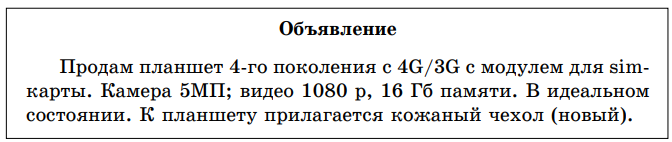 Объявление
Продам планшет 4-го поколения с 4G/3G с модулем для sim-
карты. Камера 5МП; видео 1080 р, 16 Гб памяти. В идеальном
состоянии. К планшету прилагается кожаный чехол (новый).